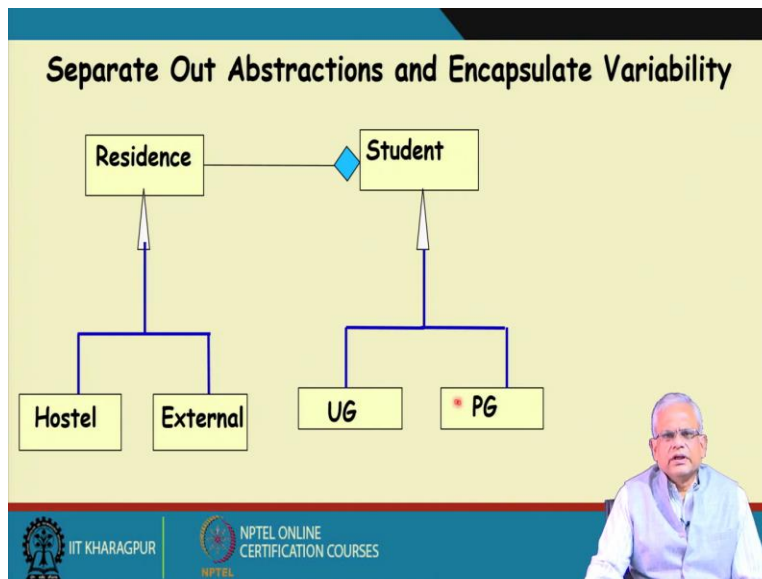 Separate Out Abstractions and Encapsulate Variability
Residence
Student
Hostel
External
UG
PG
IIT KHARAGPUR
NPTEL
NPTEL ONLINE
CERTIFICATION COURSES